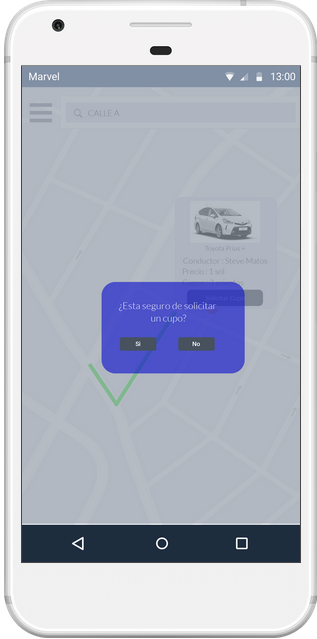 Marvel
13:00
CALLE A
Toyota Prius +
Conductor : Steve Matos
Precio : 1 sol
¿Esta seguro de solicitar
un cupo?
Si
No